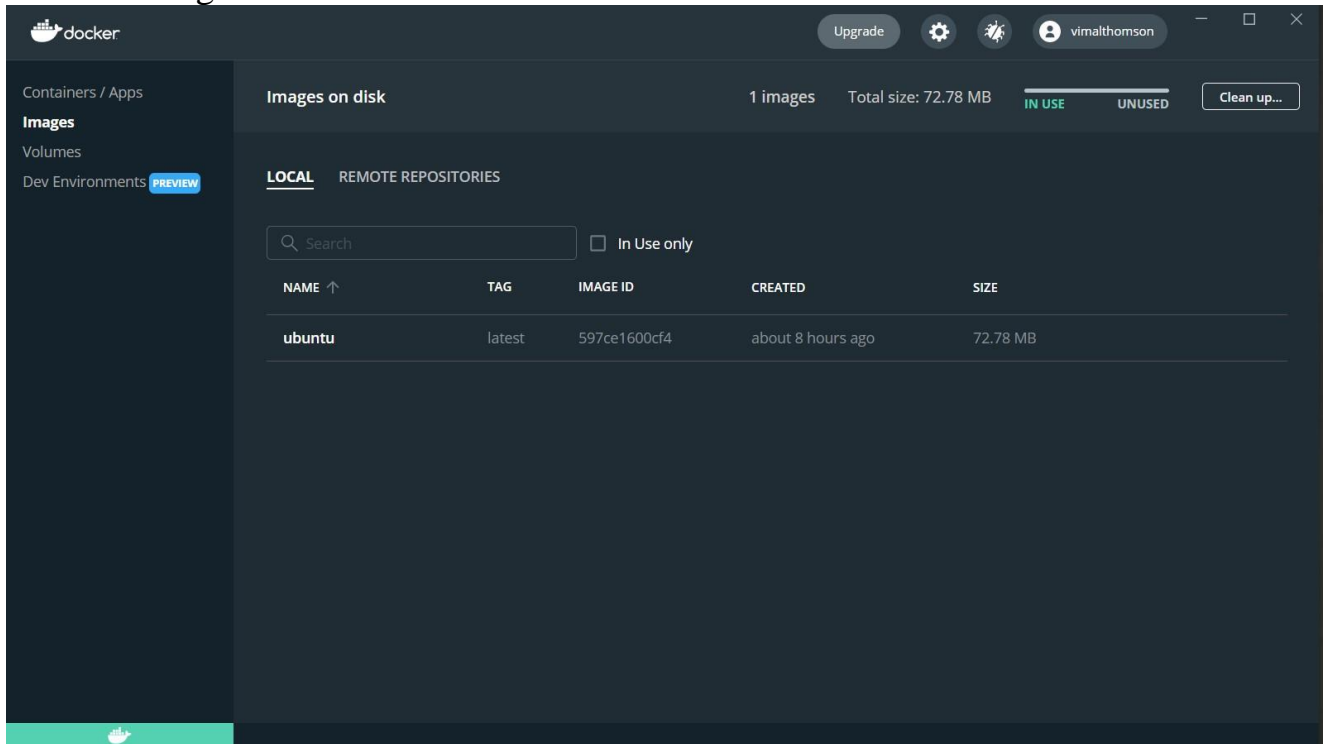 docker
Upgrade
vimalthomson
Containers / Apps
Images
Volumes
Dev Environments PREVIEW
Images on disk
1 images
Total size: 72.78 MB
IN USE
UNUSED
Clean up...
LOCAL
REMOTE REPOSITORIES
Search
In Use only
NAME TAG IMAGE ID CREATED SIZE
ubuntu latest 597ce1600cf4 about 8 hours ago 72.78 MB